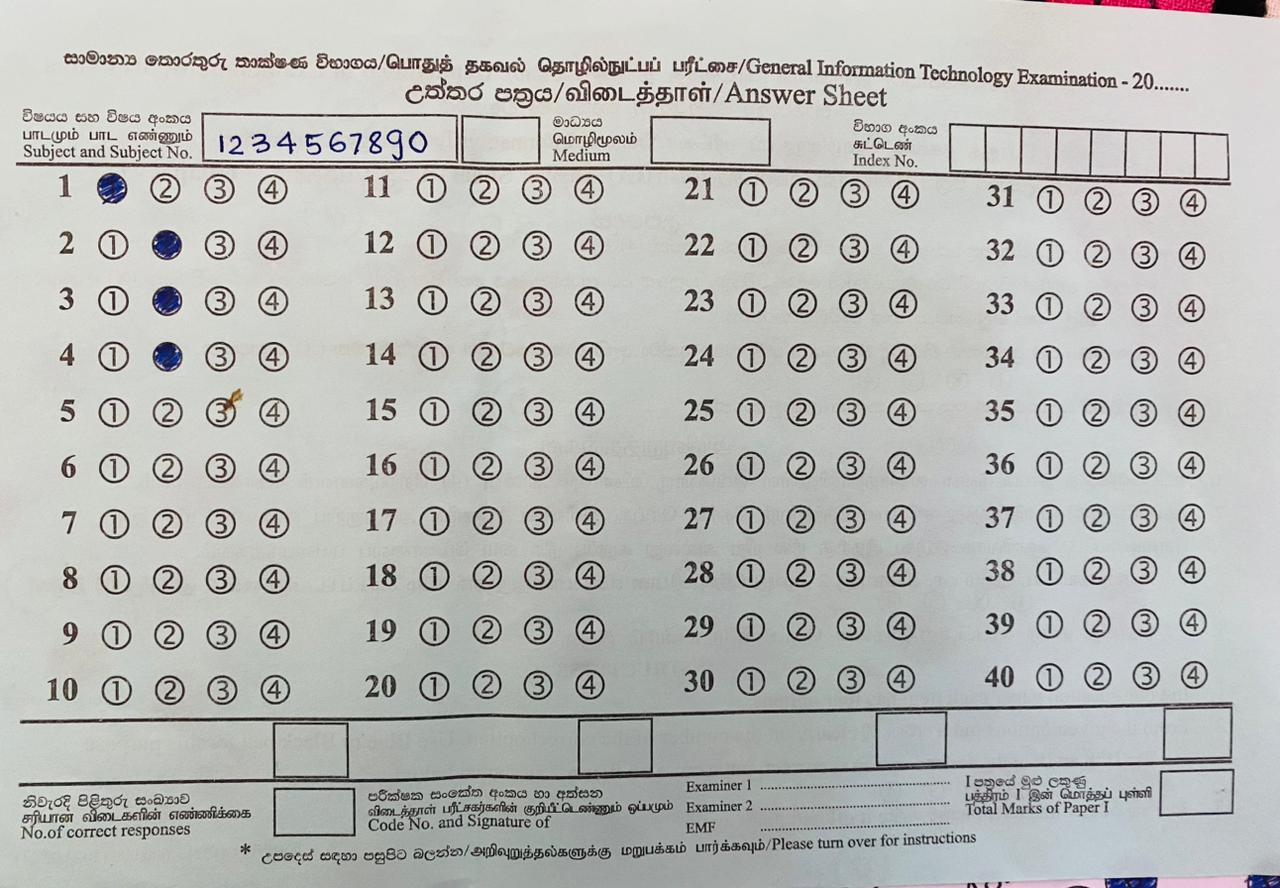 සාමාන්‍ය තොරතුරු තාක්ෂණ විභාගය/பொதுத் தகவல் தொழில்நுட்பப் பரீட்சை/General Information Technology Examination - 20.......
උත්තර පත්‍රය/விடைத்தாள்/Answer Sheet
විෂයය සහ විෂය අංකය
பாடமும் பாட எண்ணும்
Subject and Subject No.
1234567890
මාධ්‍යය
மொழிமூலம்
Medium
විභාග අංකය
சுட்டெண்
Index No.
1 ② ③ ④ 11 ① ② ③ ④ 21 ① ② ③ ④ 31 ① ② ③ ④
2 ① ③ ④ 12 ① ② ③ ④ 22 ① ② ③ ④ 32 ① ② ③ ④
3 ① ③ ④ 13 ① ② ③ ④ 23 ① ② ③ ④ 33 ① ② ③ ④
4 ① ③ ④ 14 ① ② ③ ④ 24 ① ② ③ ④ 34 ① ② ③ ④
5 ① ② ③ ④ 15 ① ② ③ ④ 25 ① ② ③ ④ 35 ① ② ③ ④
6 ① ② ③ ④ 16 ① ② ③ ④ 26 ① ② ③ ④ 36 ① ② ③ ④
7 ① ② ③ ④ 17 ① ② ③ ④ 27 ① ② ③ ④ 37 ① ② ③ ④
8 ① ② ③ ④ 18 ① ② ③ ④ 28 ① ② ③ ④ 38 ① ② ③ ④
9 ① ② ③ ④ 19 ① ② ③ ④ 29 ① ② ③ ④ 39 ① ② ③ ④
10 ① ② ③ ④ 20 ① ② ③ ④ 30 ① ② ③ ④ 40 ① ② ③ ④
නිවැරදි පිළිතුරු සංඛ්‍යාව
சரியான விடைகளின் எண்ணிக்கை
No.of correct responses
පරීක්ෂක සංකේත අංකය හා අත්සන
விடைத்தாள் பரீட்சகர்களின் குறியீட்டெண்ணும் ஒப்பமும்
Code No. and Signature of
Examiner 1 ..........................................
Examiner 2 ..........................................
EMF ..........................................
I පත්‍රයේ මුළු ලකුණු
பத்திரம் I இன் மொத்தப் புள்ளி
Total Marks of Paper I
* උපදෙස් සඳහා පසුපිට බලන්න/அறிவுறுத்தல்களுக்கு மறுபக்கம் பார்க்கவும்/Please turn over for instructions